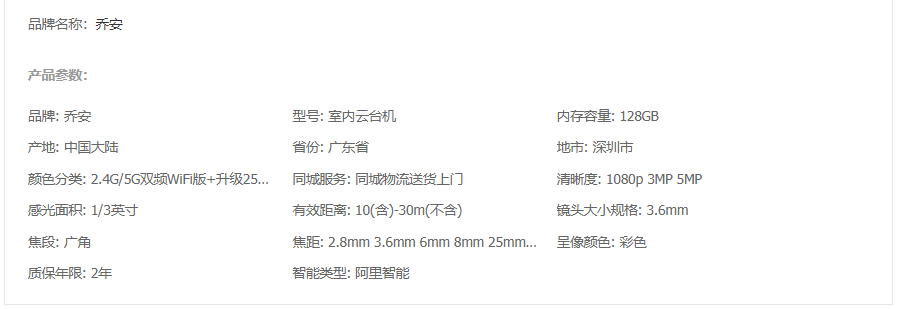 品牌名称：乔安
产品参数：
品牌: 乔安 型号: 室内云台机 内存容量: 128GB
产地: 中国大陆 省份: 广东省 地市: 深圳市
颜色分类: 2.4G/5G双频WiFi版+升级25... 同城服务: 同城物流送货上门 清晰度: 1080p 3MP 5MP
感光面积: 1/3英寸 有效距离: 10(含)-30m(不含) 镜头大小规格: 3.6mm
焦段: 广角 焦距: 2.8mm 3.6mm 6mm 8mm 25mm... 呈像颜色: 彩色
质保年限: 2年 智能类型: 阿里智能